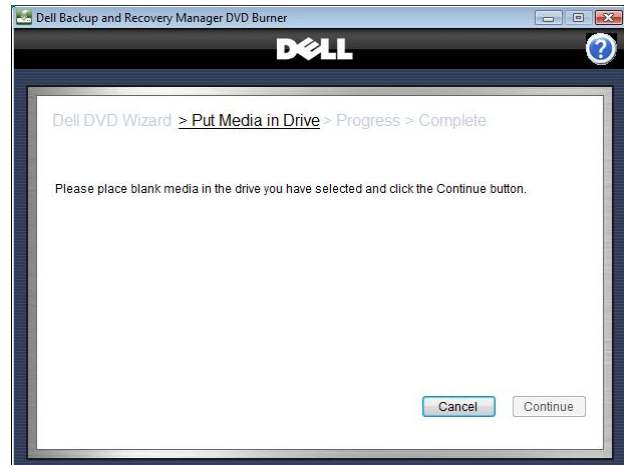 Dell Backup and Recovery Manager DVD Burner
DELL
?
Dell DVD Wizard > Put Media in Drive > Progress > Complete
Please place blank media in the drive you have selected and click the Continue button.
Cancel Continue